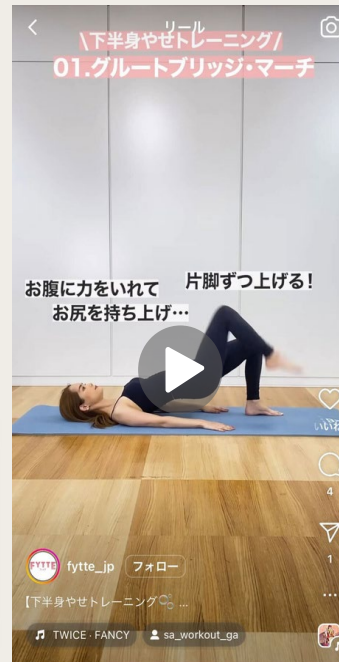 リール
\下半身やせトレーニング/
01.グルートブリッジ・マーチ
お腹に力をいれて
お尻を持ち上げ…
片脚ずつ上げる!
いいね
4
1
FYTTE
fytte_jp
フォロー
【下半身やせトレーニング🫧 ...
TWICE・FANCY
sa_workout_ga